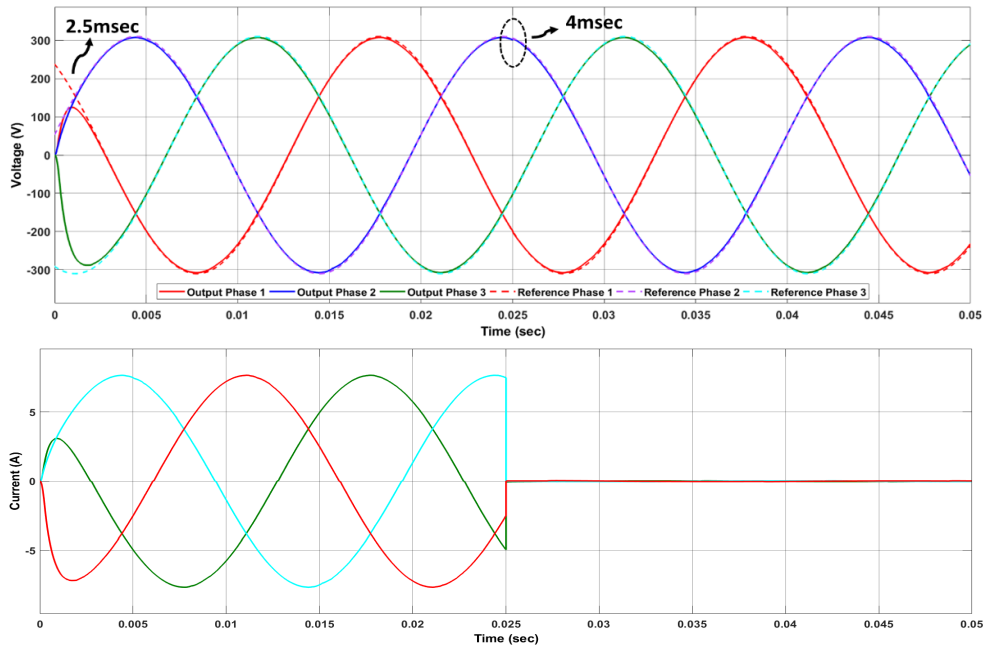 2.5msec
4msec
300
200
100
0
-100
-200
-300
Voltage (V)
Output Phase 1 Output Phase 2 Output Phase 3 Reference Phase 1 Reference Phase 2 Reference Phase 3
0 0.005 0.01 0.015 0.02 0.025 0.03 0.035 0.04 0.045 0.05
Time (sec)
5
0
-5
Current (A)
0 0.005 0.01 0.015 0.02 0.025 0.03 0.035 0.04 0.045 0.05
Time (sec)